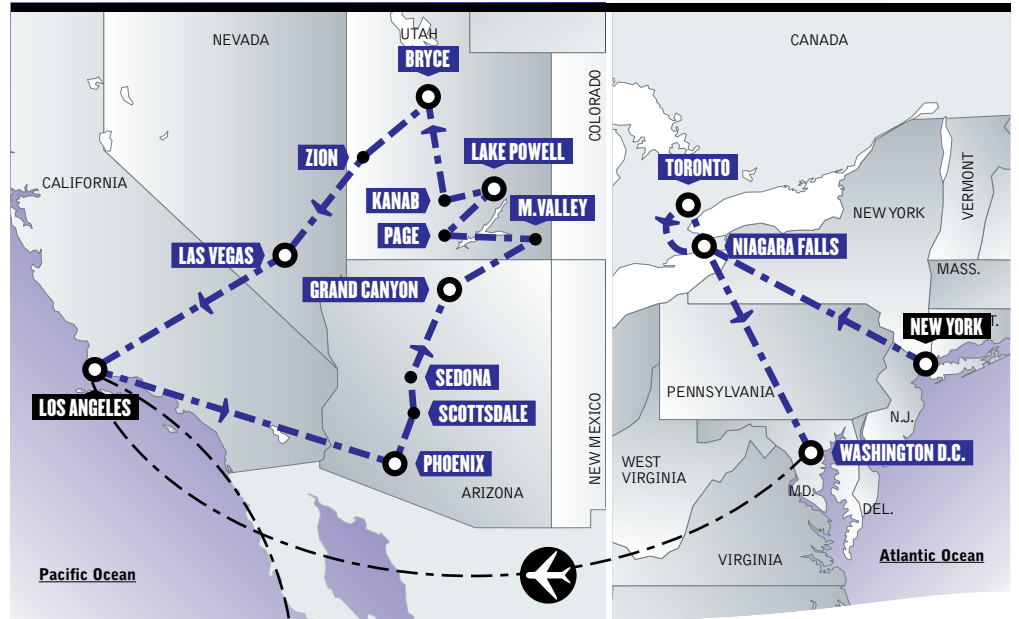 NEVADA
UTAH
BRYCE
COLORADO
ZION
LAKE POWELL
CALIFORNIA
KANAB
M.VALLEY
PAGE
LAS VEGAS
GRAND CANYON
SEDONA
LOS ANGELES
SCOTTSDALE
PHOENIX
ARIZONA
NEW MEXICO
Pacific Ocean
CANADA
TORONTO
VERMONT
NEW YORK
NIAGARA FALLS
MASS.
NEW YORK
T.
PENNSYLVANIA
N.J.
WASHINGTON D.C.
WEST
VIRGINIA
MD.
DEL.
VIRGINIA
Atlantic Ocean